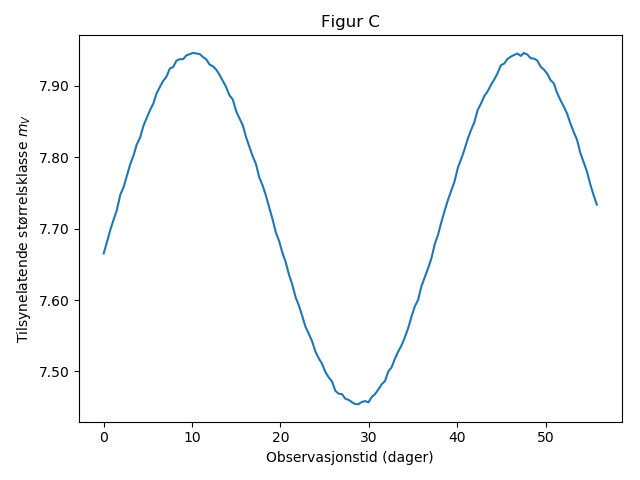 Figur C
Tilsynelatende størrelsklasse $m_V$
7.90
7.80
7.70
7.60
7.50
0 10 20 30 40 50
Observasjonstid (dager)